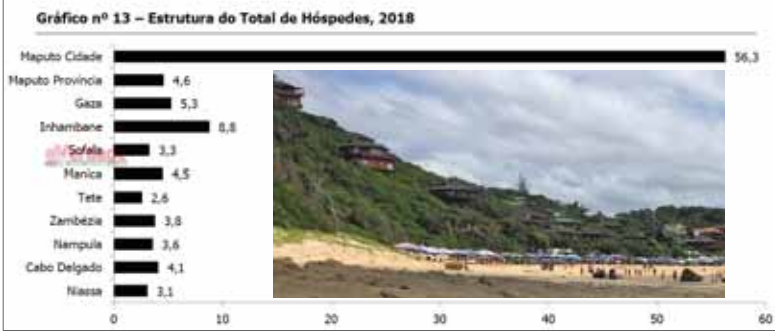 Gráfico nº 13 – Estrutura do Total de Hóspedes, 2018
Maputo Cidade 56,3
Maputo Província 4,6
Gaza 5,3
Inhambane 8,8
Sofala 3,3
Manica 4,5
Tete 2,6
Zambézia 3,8
Nampula 3,6
Cabo Delgado 4,1
Niassa 3,1
0 10 20 30 40 50 60